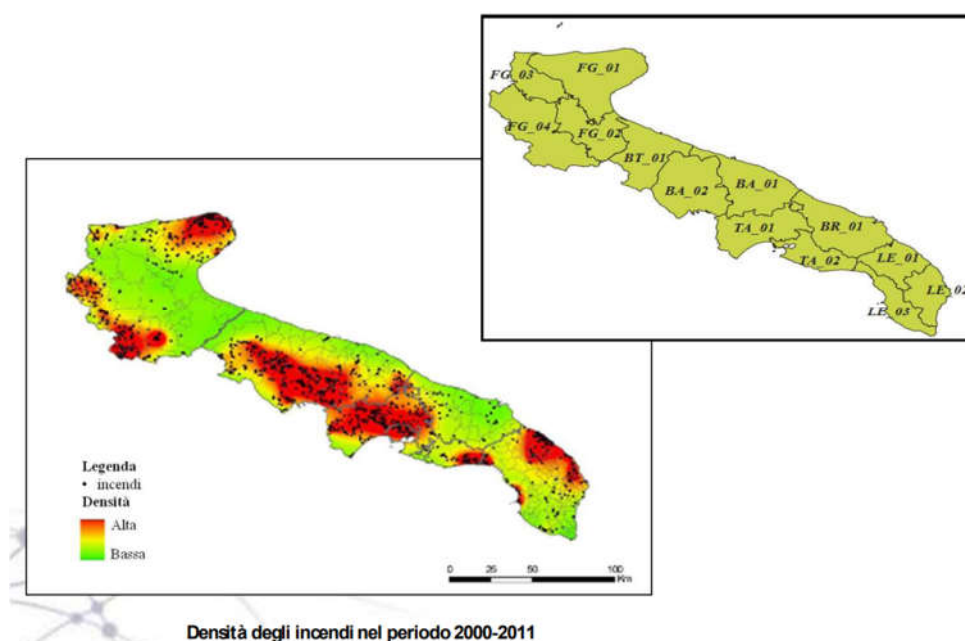 FG_03
FG_01
FG_04
FG_02
BT_01
BA_02
BA_01
TA_01
BR_01
TA_02
LE_01
LE_02
LE_03
Legenda
incendi
Densità
Alta
Bassa
0 25 50 100
Km
Densità degli incendi nel periodo 2000-2011